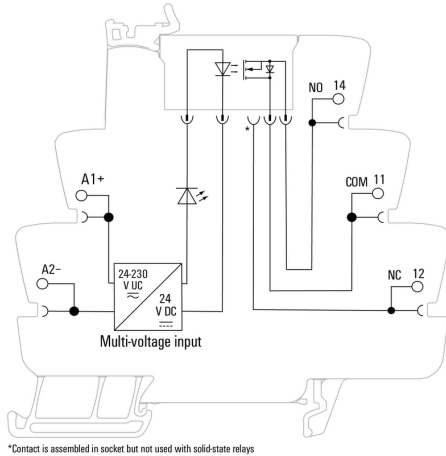 NO 14
*
A1+
COM 11
A2-
NC 12
24-230
V UC
24
V DC
Multi-voltage input
*Contact is assembled in socket but not used with solid-state relays